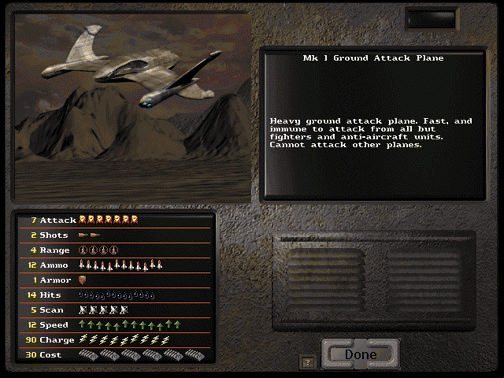 Mk 1 Ground Attack Plane
Heavy ground attack plane. Fast, and
immune to attack from all but
fighters and anti-aircraft units.
Cannot attack other planes.
7 Attack
2 Shots
4 Range
12 Ammo
1 Armor
14 Hits
5 Scan
12 Speed
90 Charge
30 Cost
?
Done